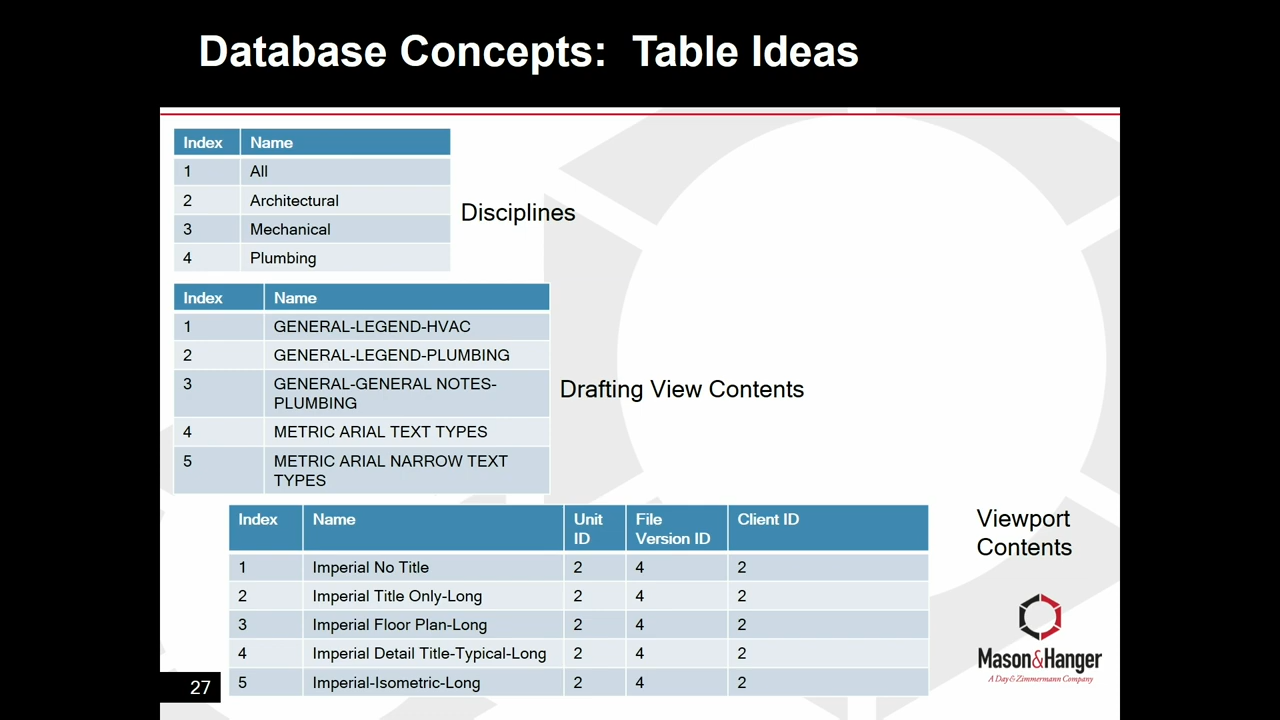 Database Concepts:  Table Ideas
Index Name
1 All
2 Architectural
3 Mechanical
4 Plumbing
Disciplines
Index Name
1 GENERAL-LEGEND-HVAC
2 GENERAL-LEGEND-PLUMBING
3 GENERAL-GENERAL NOTES-
PLUMBING
4 METRIC ARIAL TEXT TYPES
5 METRIC ARIAL NARROW TEXT
TYPES
Drafting View Contents
Index Name Unit File Client ID
ID Version ID
1 Imperial No Title 2 4 2
2 Imperial Title Only-Long 2 4 2
3 Imperial Floor Plan-Long 2 4 2
4 Imperial Detail Title-Typical-Long 2 4 2
5 Imperial-Isometric-Long 2 4 2
Viewport
Contents
Mason&Hanger
A Day & Zimmermann Company
27